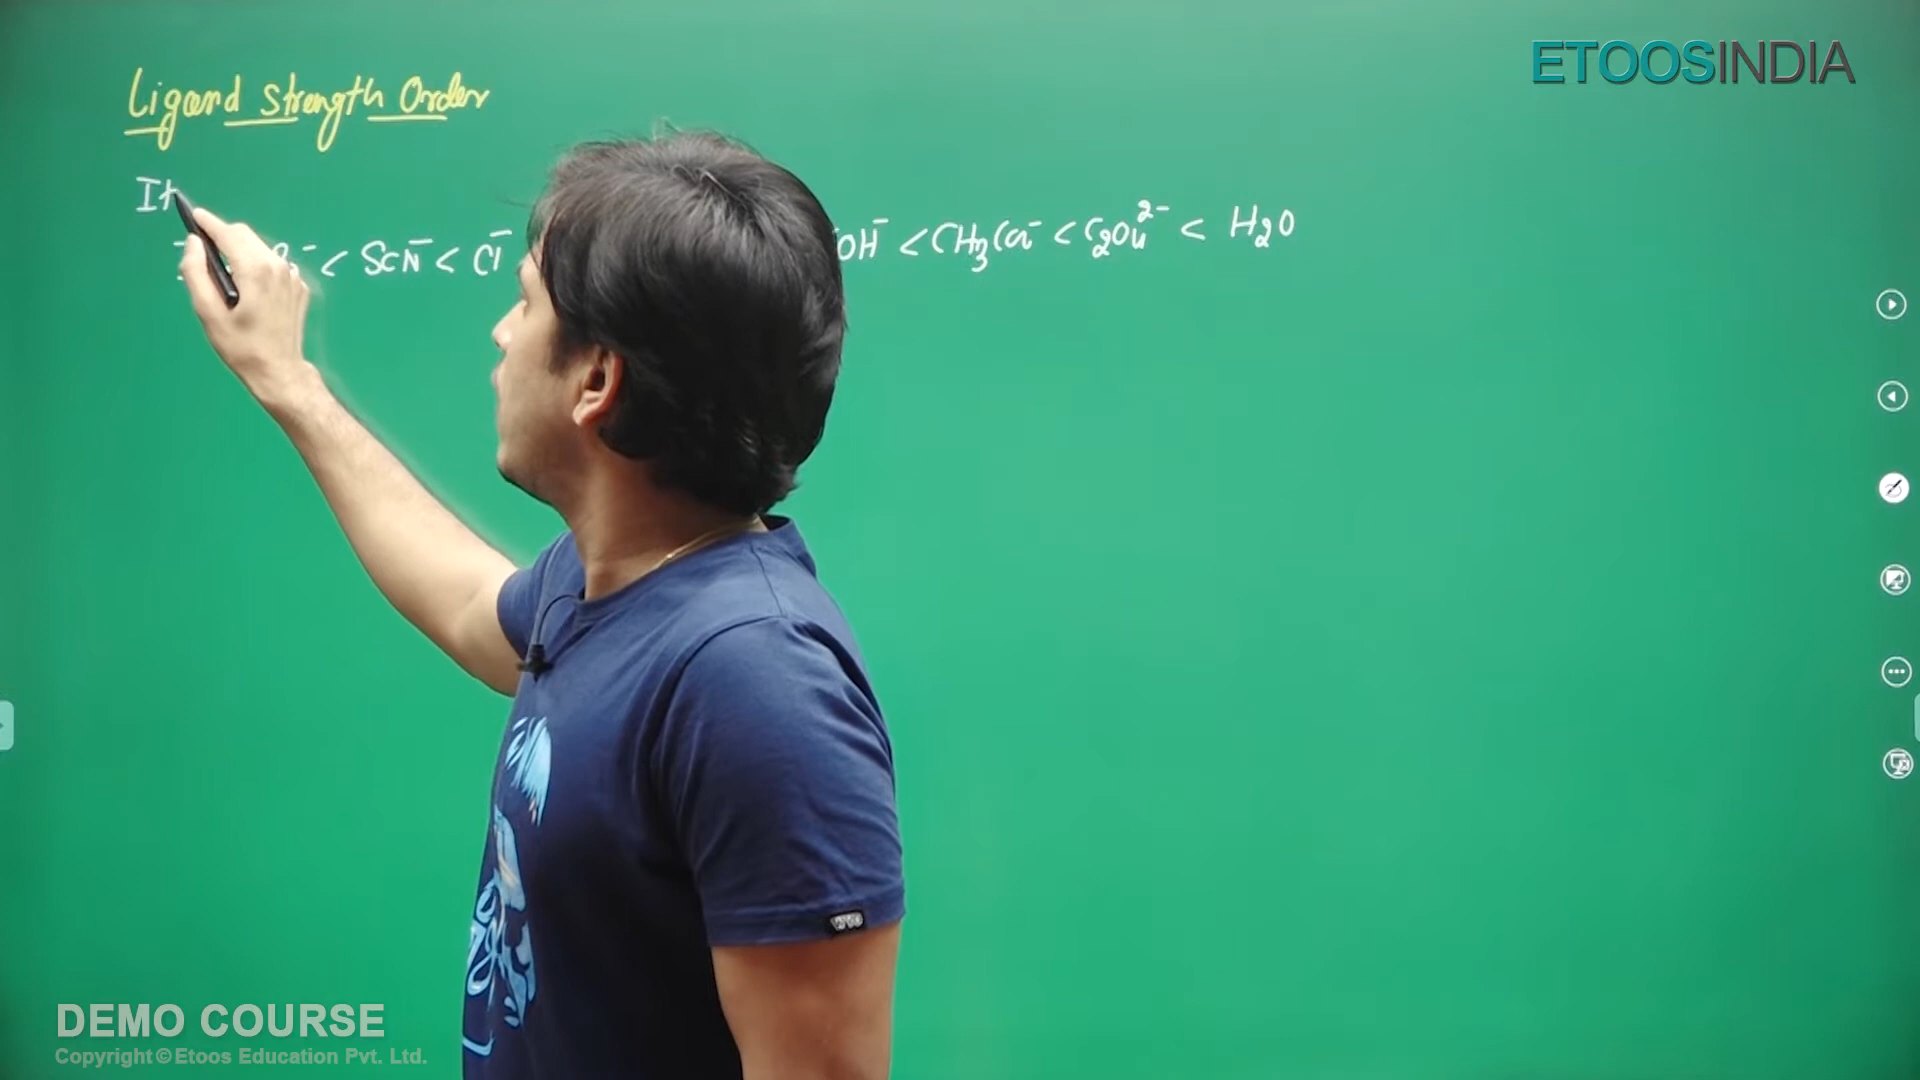 ETOOSINDIA
Ligand strength Order
It
< SCN⁻ < Cl⁻ OH⁻ < CH₃COO⁻ < C₂O₄²⁻ < H₂O
DEMO COURSE
Copyright © Etoos Education Pvt. Ltd.